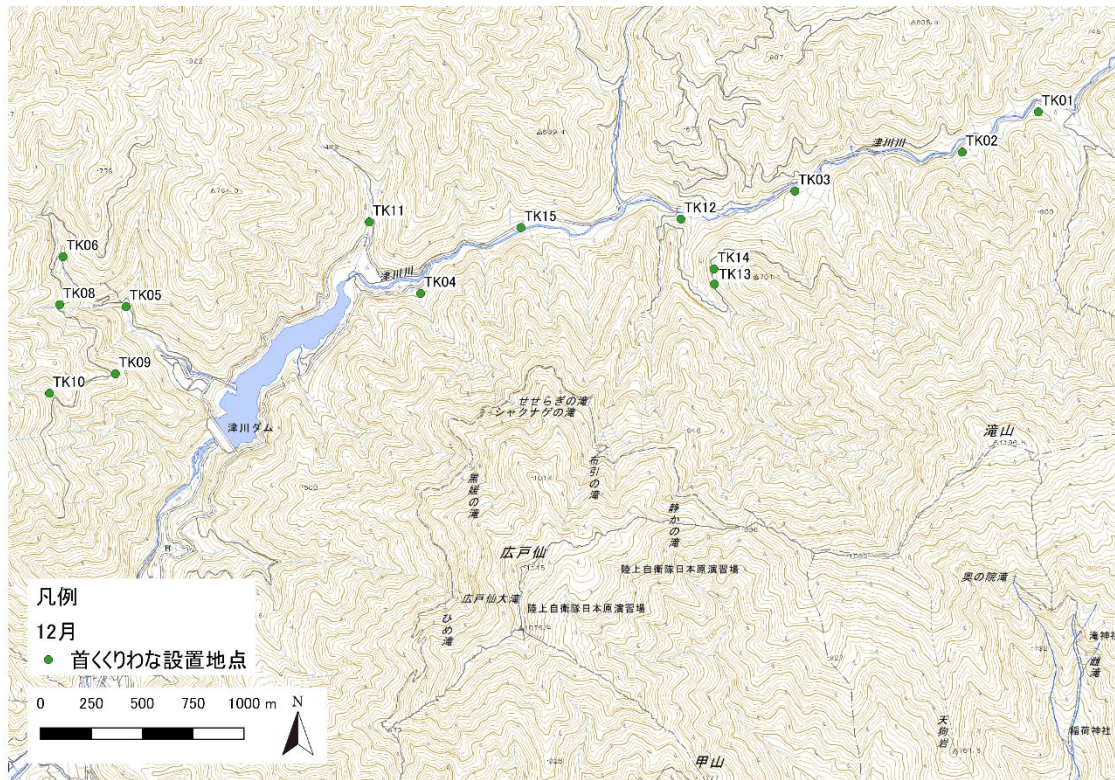 TK01
TK02
津川川
TK03
TK11
TK15
TK12
TK06
TK14
TK13
津川川
TK04
TK08
TK05
TK09
TK10
せせらぎの滝
シャクナゲの滝
津川ダム
滝山
布引の滝
静かの滝
広戸仙
陸上自衛隊日本原演習場
奥の院滝
広戸仙大滝
陸上自衛隊日本原演習場
ひめ滝
雌滝
天狗岩
稲荷神社
甲山
凡例
12月
首くくりわな設置地点
0 250 500 750 1000 m
N